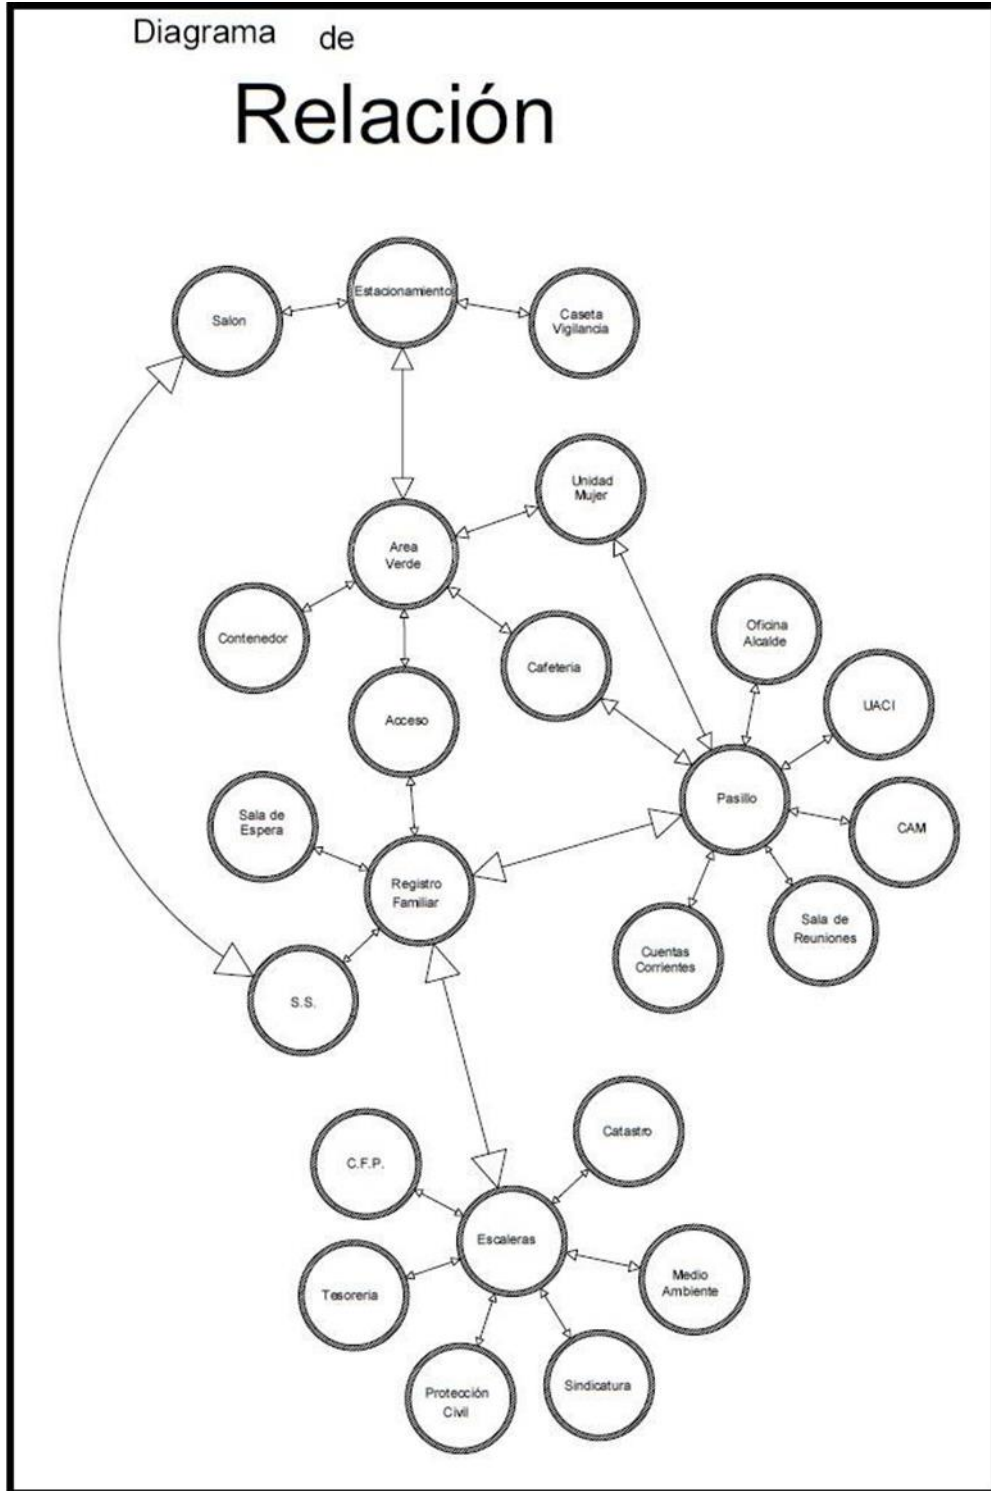 Diagrama de
Relación
Salon
Estacionamiento
Caseta
Vigilancia
Unidad
Mujer
Area
Verde
Contenedor
Cafeteria
Oficina
Alcalde
UACI
Acceso
Pasillo
Sala de
Espera
CAM
Registro
Familiar
Sala de
Reuniones
Cuentas
Corrientes
S.S.
Catastro
C.F.P.
Escaleras
Medio
Ambiente
Tesoreria
Protección
Civil
Sindicatura